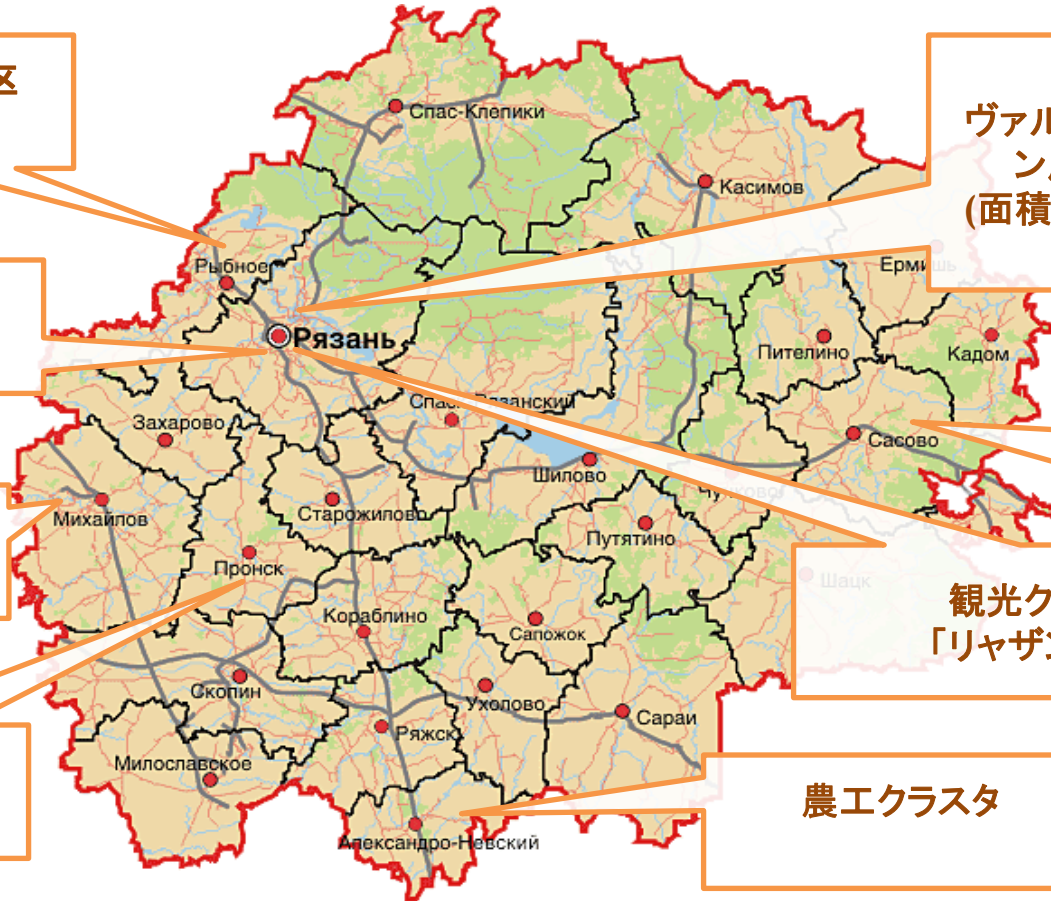 区
Спас-Клепики
ヴァル
ン
(面積
Касимов
Рыбное
Ермишь
Рязань
Пителино
Кадом
Захарово
Сасово
Шилово
Михайлов
Старожилово
Путятино
Пронск
Шацк
観光ク
「リャザン
Кораблино
Сапожок
Скопин
Ухолово
Сараи
Ряжск
Милославское
農工クラスタ
Александро-Невский